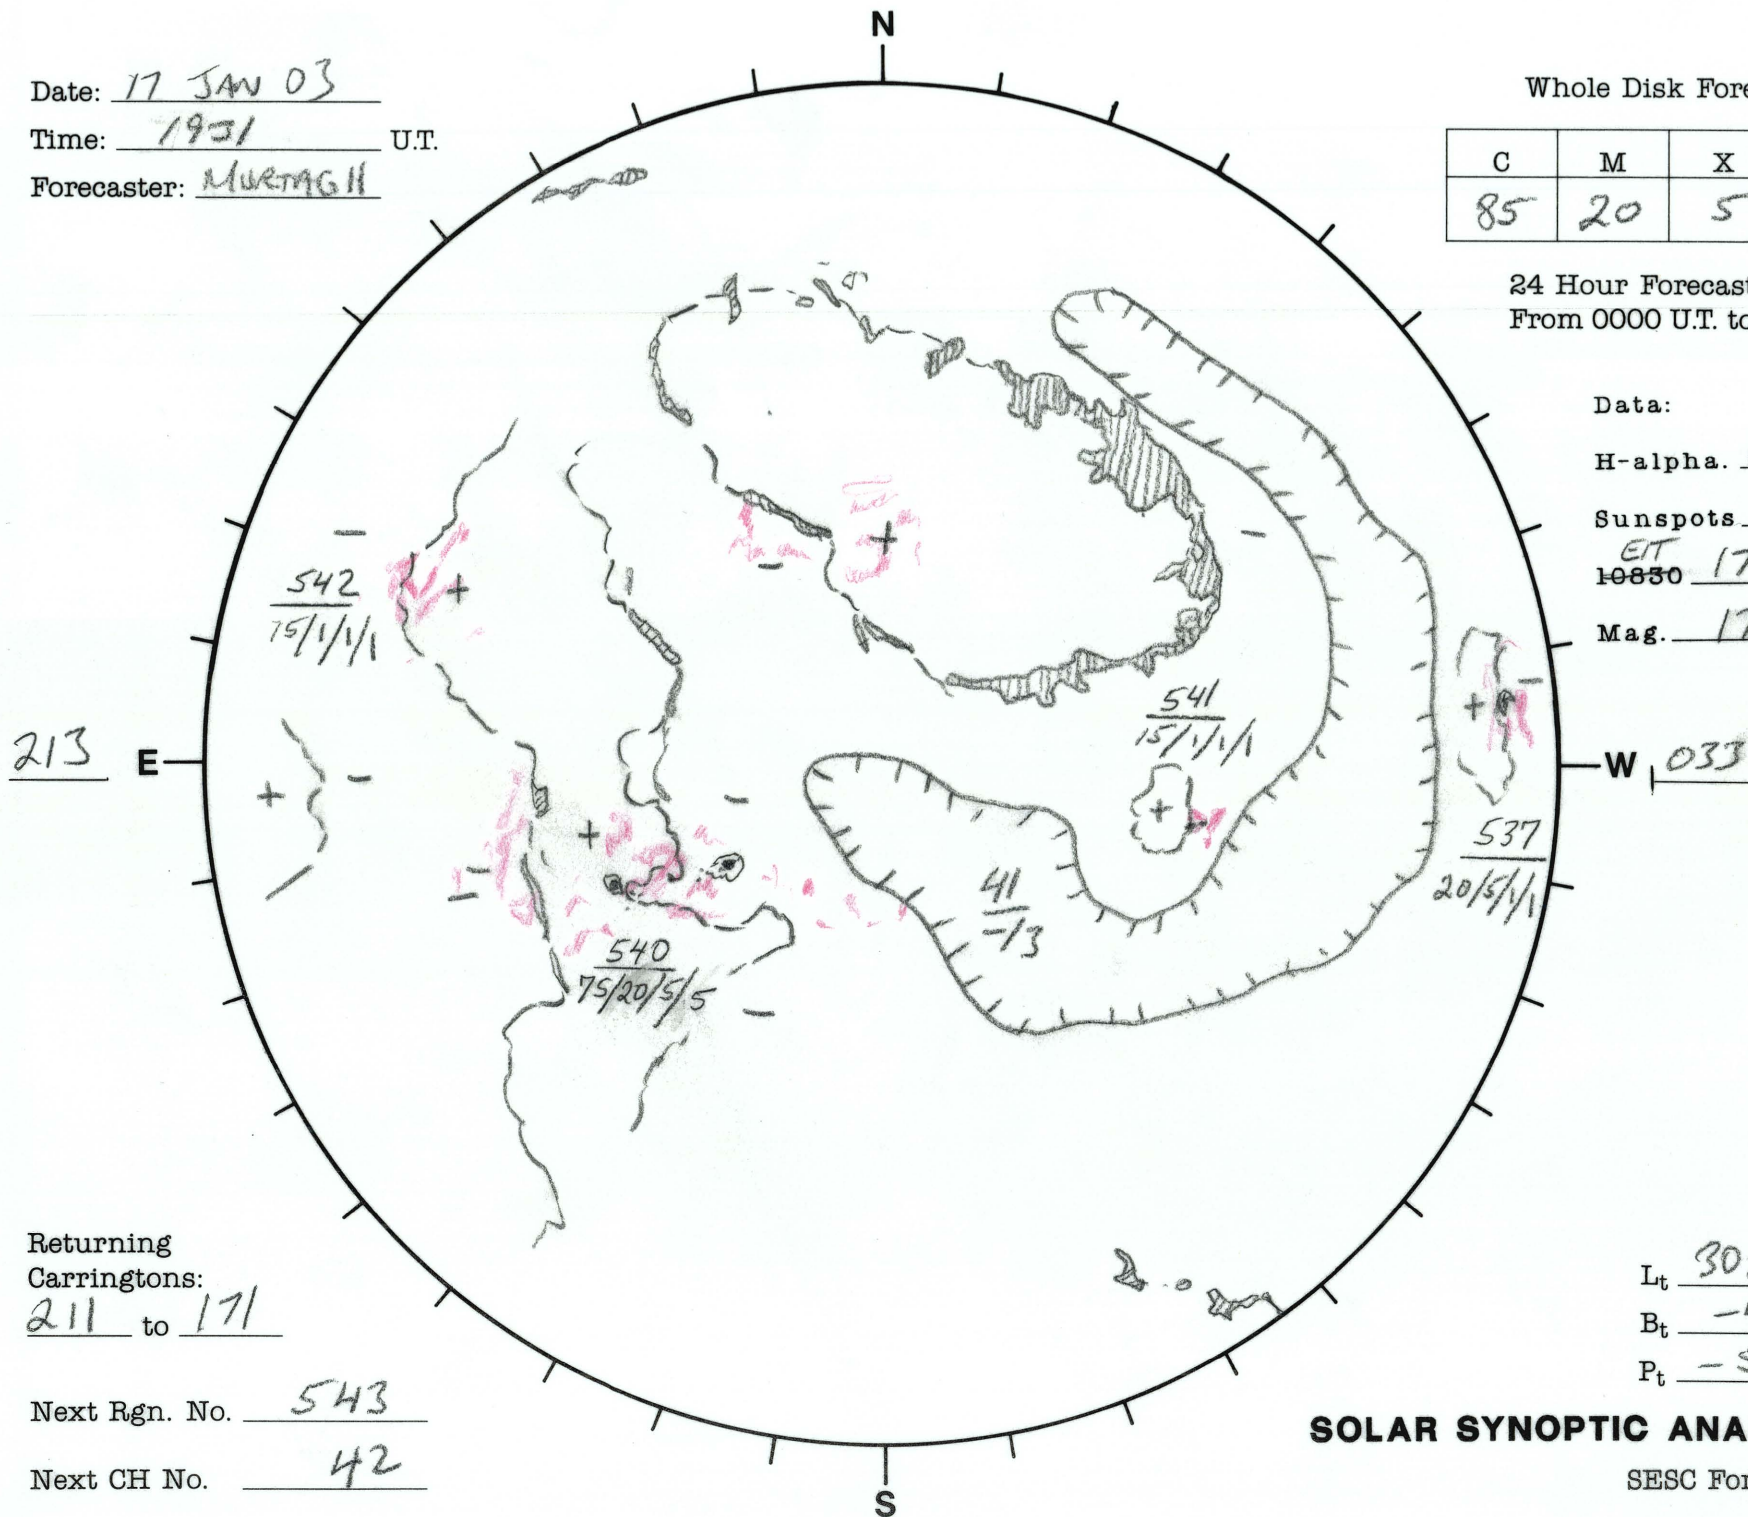 N
Date: 17 JAN 03
Time: 1931 U.T.
Forecaster: MURTAGH
Whole Disk Fore
C M X
85 20 5
24 Hour Forecast
From 0000 U.T. to
Data:
H-alpha.
Sunspots
EIT
10830 17
Mag. 17
542
75/1/1/1
541
15/1/1/1
213 E
W 033
537
20/5/1/1
41
-/3
540
75/20/5/5
Returning
Carringtons:
211 to 171
Next Rgn. No. 543
Next CH No. 42
Lt 30
Bt -
Pt -5
SOLAR SYNOPTIC ANA
SESC For
S